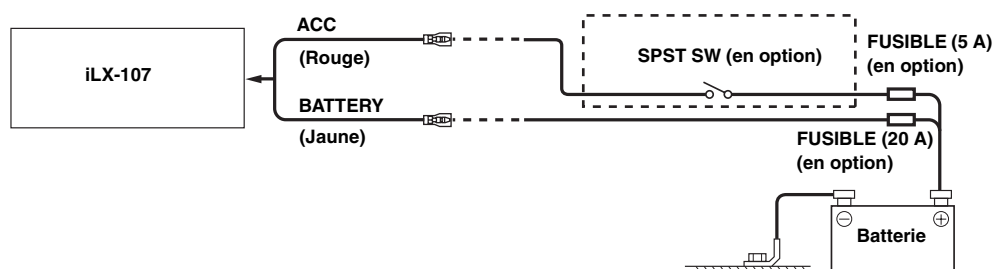 iLX-107
ACC
(Rouge)
SPST SW (en option)
FUSIBLE (5 A)
(en option)
BATTERY
(Jaune)
FUSIBLE (20 A)
(en option)
Batterie